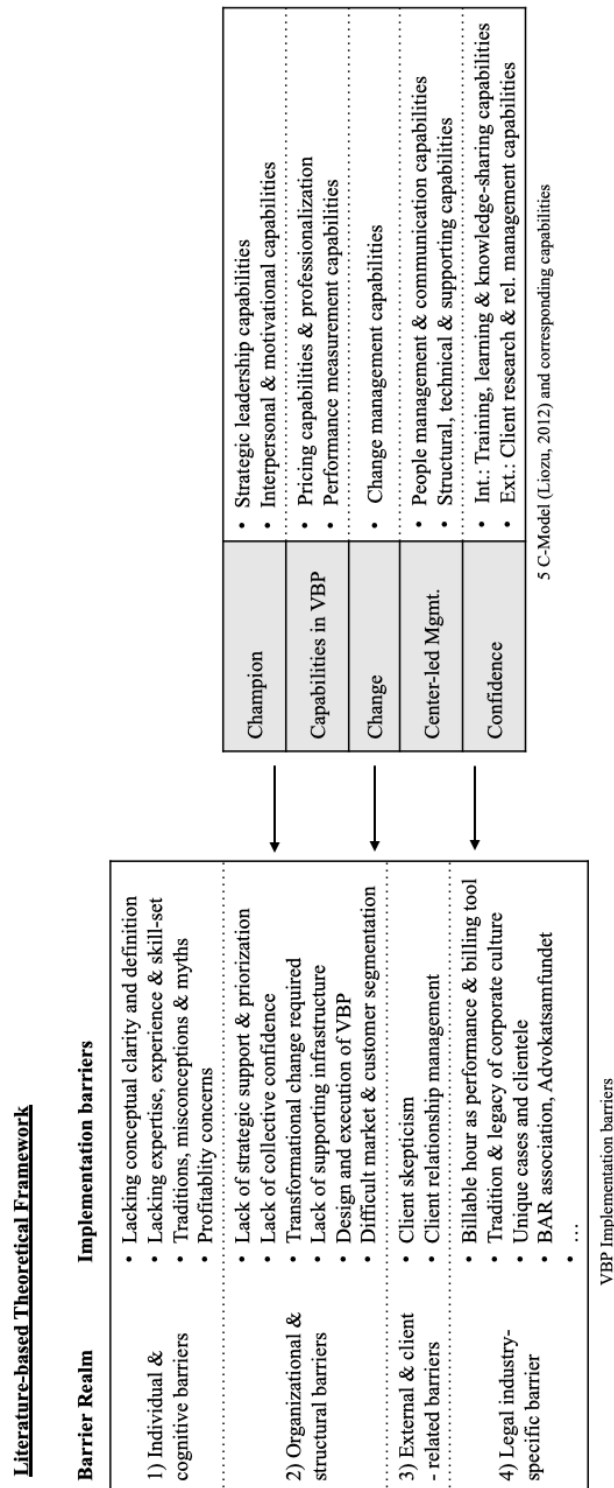 Literature-based Theoretical Framework
Barrier Realm
Implementation barriers
1) Individual &
cognitive barriers
• Lacking conceptual clarity and definition
• Lacking expertise, experience & skill-set
• Traditions, misconceptions & myths
• Profitablity concerns
2) Organizational &
structural barriers
• Lack of strategic support & priorization
• Lack of collective confidence
• Transformational change required
• Lack of supporting infrastructure
• Design and execution of VBP
• Difficult market & customer segmentation
3) External & client
- related barriers
• Client skepticism
• Client relationship management
4) Legal industry-
specific barrier
• Billable hour as performance & billing tool
• Tradition & legacy of corporate culture
• Unique cases and clientele
• BAR association, Advokatsamfundet
• …
VBP Implementation barriers
Champion
• Strategic leadership capabilities
• Interpersonal & motivational capabilities
Capabilities in VBP
• Pricing capabilities & professionalization
• Performance measurement capabilities
Change
• Change management capabilities
Center-led Mgmt.
• People management & communication capabilities
• Structural, technical & supporting capabilities
Confidence
• Int.: Training, learning & knowledge-sharing capabilities
• Ext.: Client research & rel. management capabilities
5 C-Model (Liozu, 2012) and corresponding capabilities